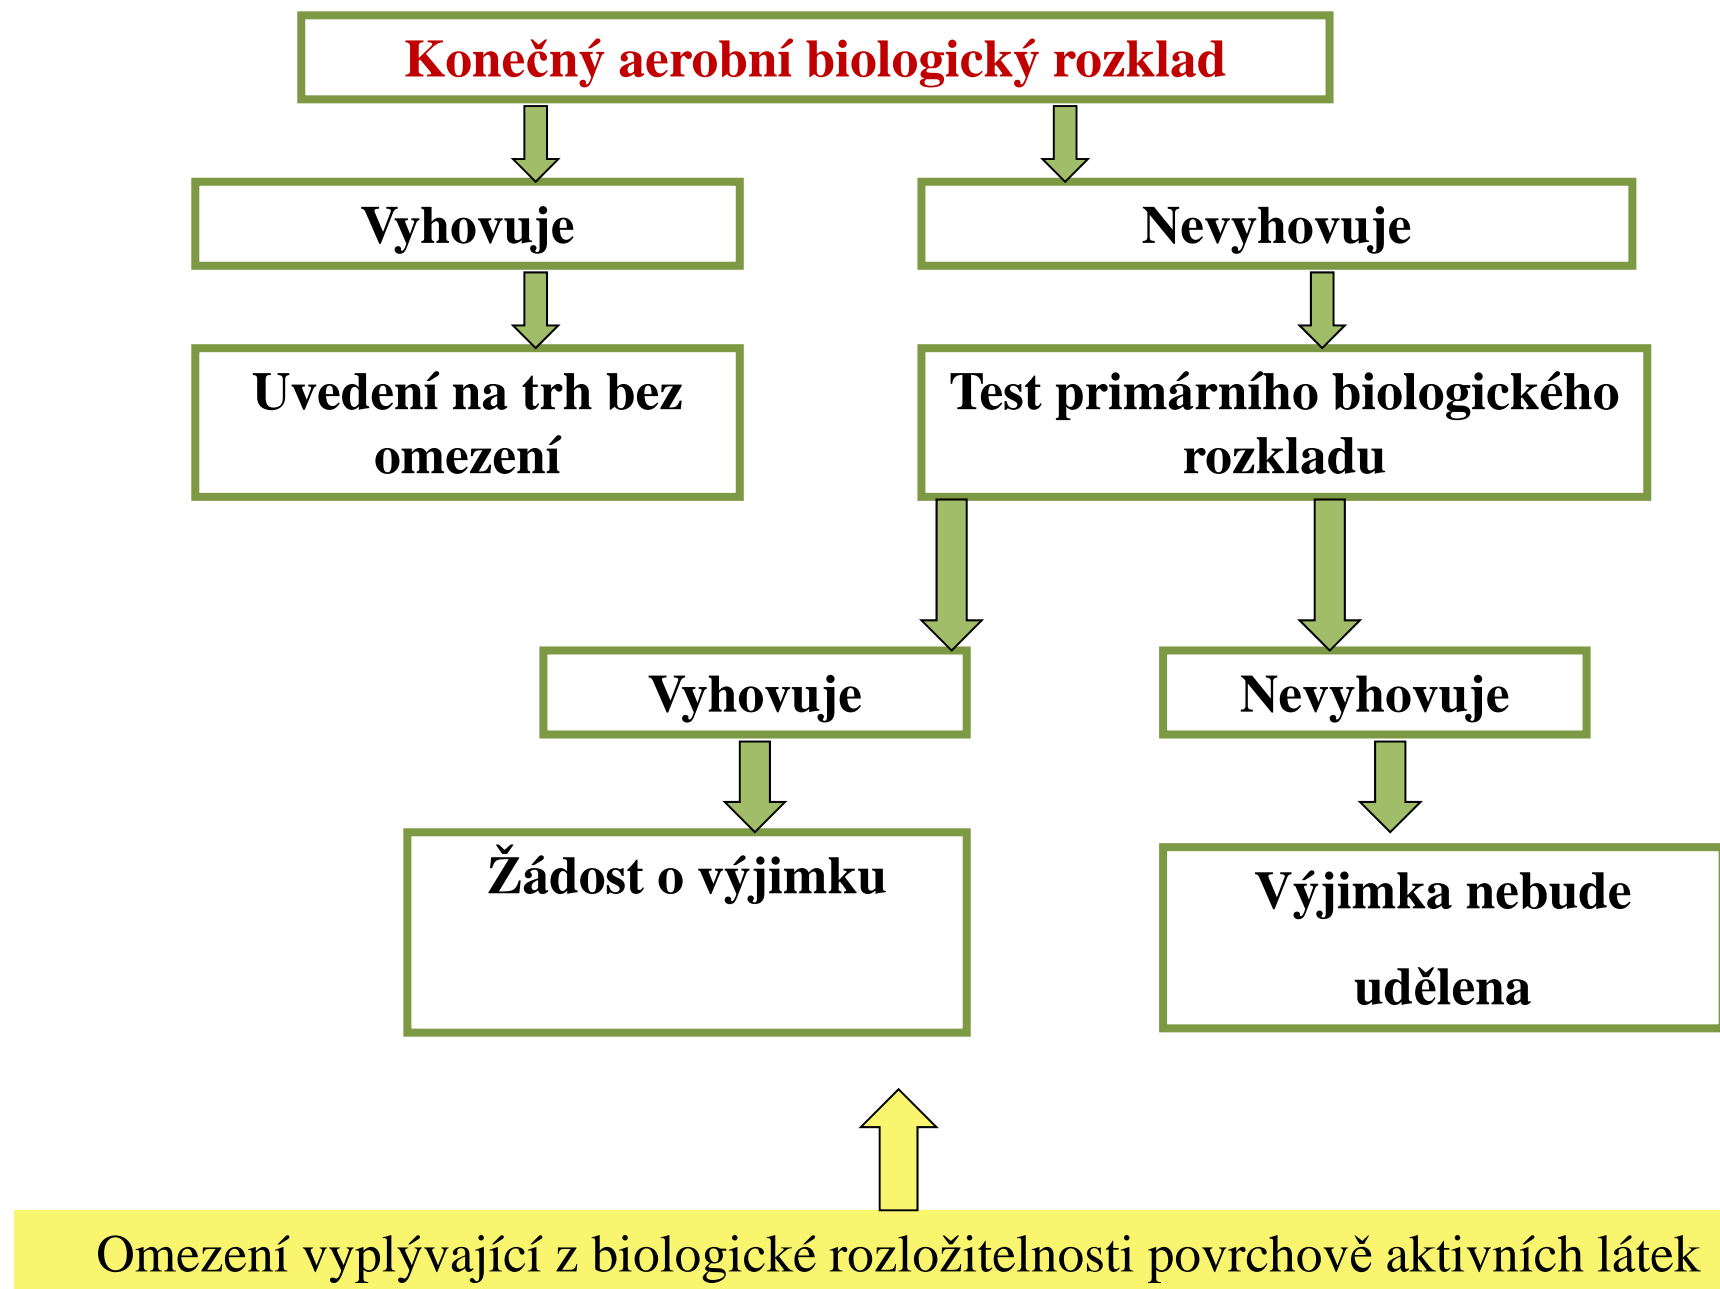 Konečný aerobní biologický rozklad
Vyhovuje
Nevyhovuje
Uvedení na trh bez
omezení
Test primárního biologického
rozkladu
Vyhovuje
Nevyhovuje
Žádost o výjimku
Výjimka nebude
udělena
Omezení vyplývající z biologické rozložitelnosti povrchově aktivních látek